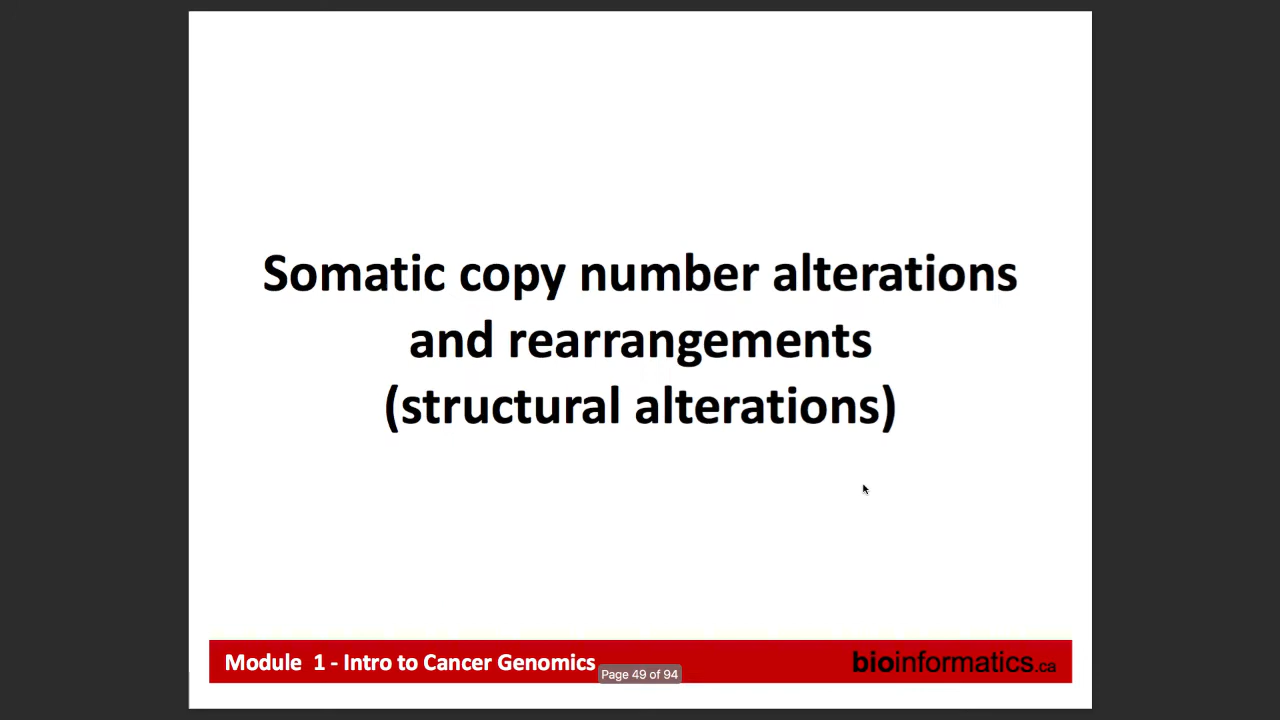 Somatic copy number alterations
and rearrangements
(structural alterations)
Module 1 - Intro to Cancer Genomics
Page 49 of 94
bioinformatics.ca